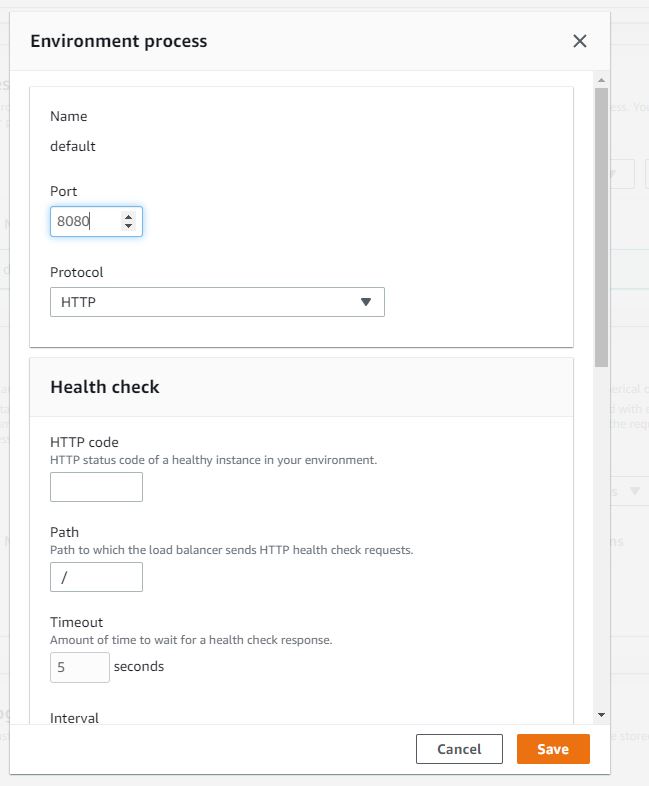 Environment process
Name
default
Port
8080
Protocol
HTTP
Health check
HTTP code
HTTP status code of a healthy instance in your environment.
Path
Path to which the load balancer sends HTTP health check requests.
/
Timeout
Amount of time to wait for a health check response.
5 seconds
Interval
Cancel
Save